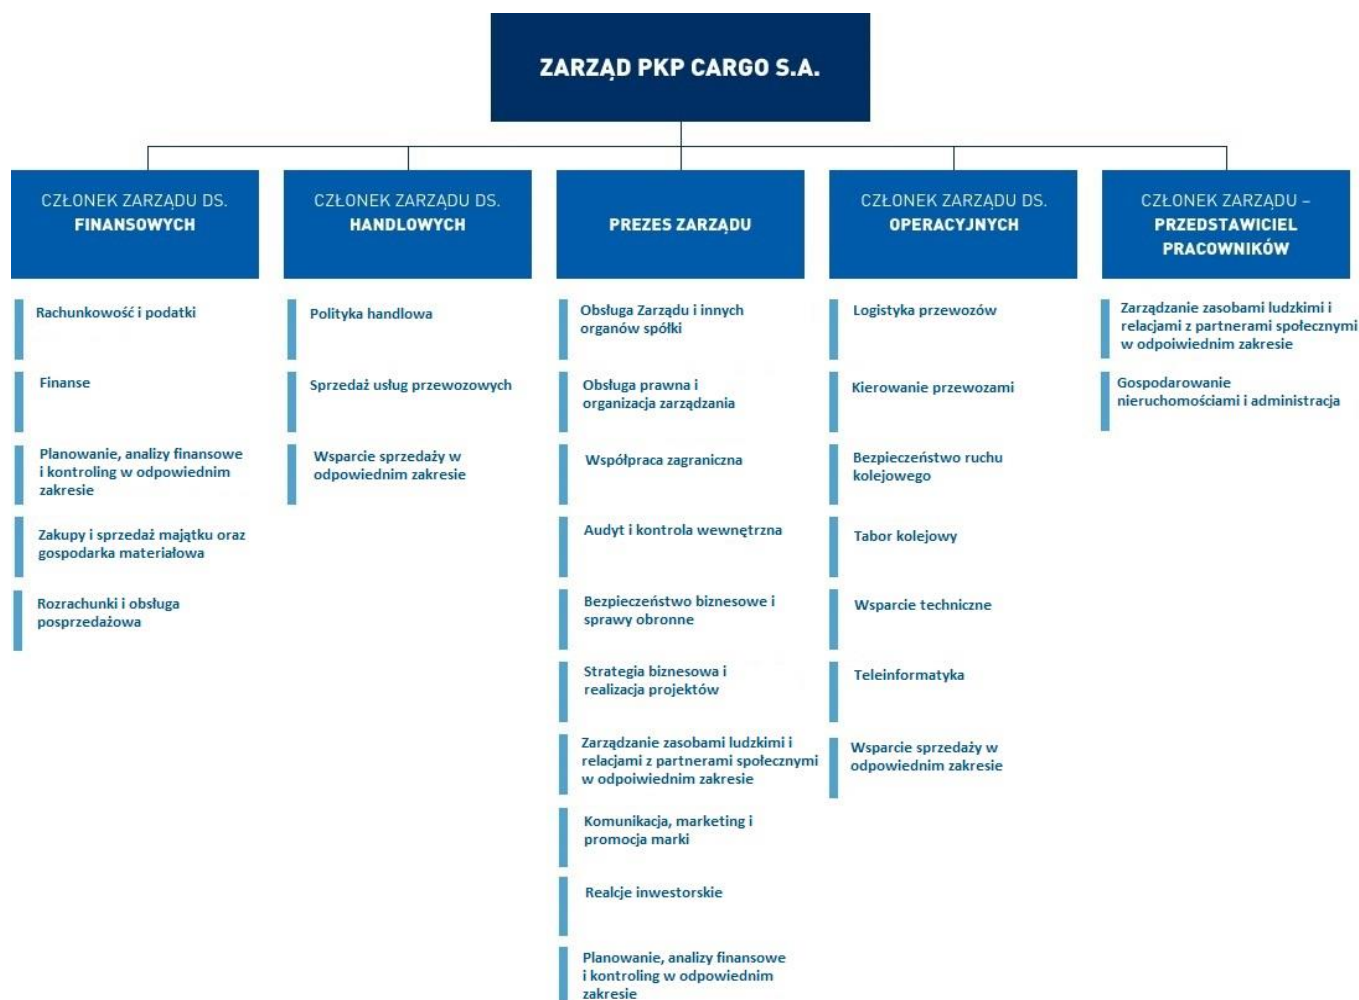 ZARZĄD PKP CARGO S.A.
CZŁONEK ZARZĄDU DS.
FINANSOWYCH
Rachunkowość i podatki
Finanse
Planowanie, analizy finansowe
i kontroling w odpowiednim
zakresie
Zakupy i sprzedaż majątku oraz
gospodarka materiałowa
Rozrachunki i obsługa
posprzedażowa
CZŁONEK ZARZĄDU DS.
HANDLOWYCH
Polityka handlowa
Sprzedaż usług przewozowych
Wsparcie sprzedaży w
odpowiednim zakresie
PREZES ZARZĄDU
Obsługa Zarządu i innych
organów spółki
Obsługa prawna i
organizacja zarządzania
Współpraca zagraniczna
Audyt i kontrola wewnętrzna
Bezpieczeństwo biznesowe i
sprawy obronne
Strategia biznesowa i
realizacja projektów
Zarządzanie zasobami ludzkimi i
relacjami z partnerami społecznymi
w odpoiwiednim zakresie
Komunikacja, marketing i
promocja marki
Realcje inwestorskie
Planowanie, analizy finansowe
i kontroling w odpowiednim
zakresie
CZŁONEK ZARZĄDU DS.
OPERACYJNYCH
Logistyka przewozów
Kierowanie przewozami
Bezpieczeństwo ruchu
kolejowego
Tabor kolejowy
Wsparcie techniczne
Teleinformatyka
Wsparcie sprzedaży w
odpowiednim zakresie
CZŁONEK ZARZĄDU –
PRZEDSTAWICIEL
PRACOWNIKÓW
Zarządzanie zasobami ludzkimi i
relacjami z partnerami społecznymi
w odpoiwiednim zakresie
Gospodarowanie
nieruchomościami i administracja